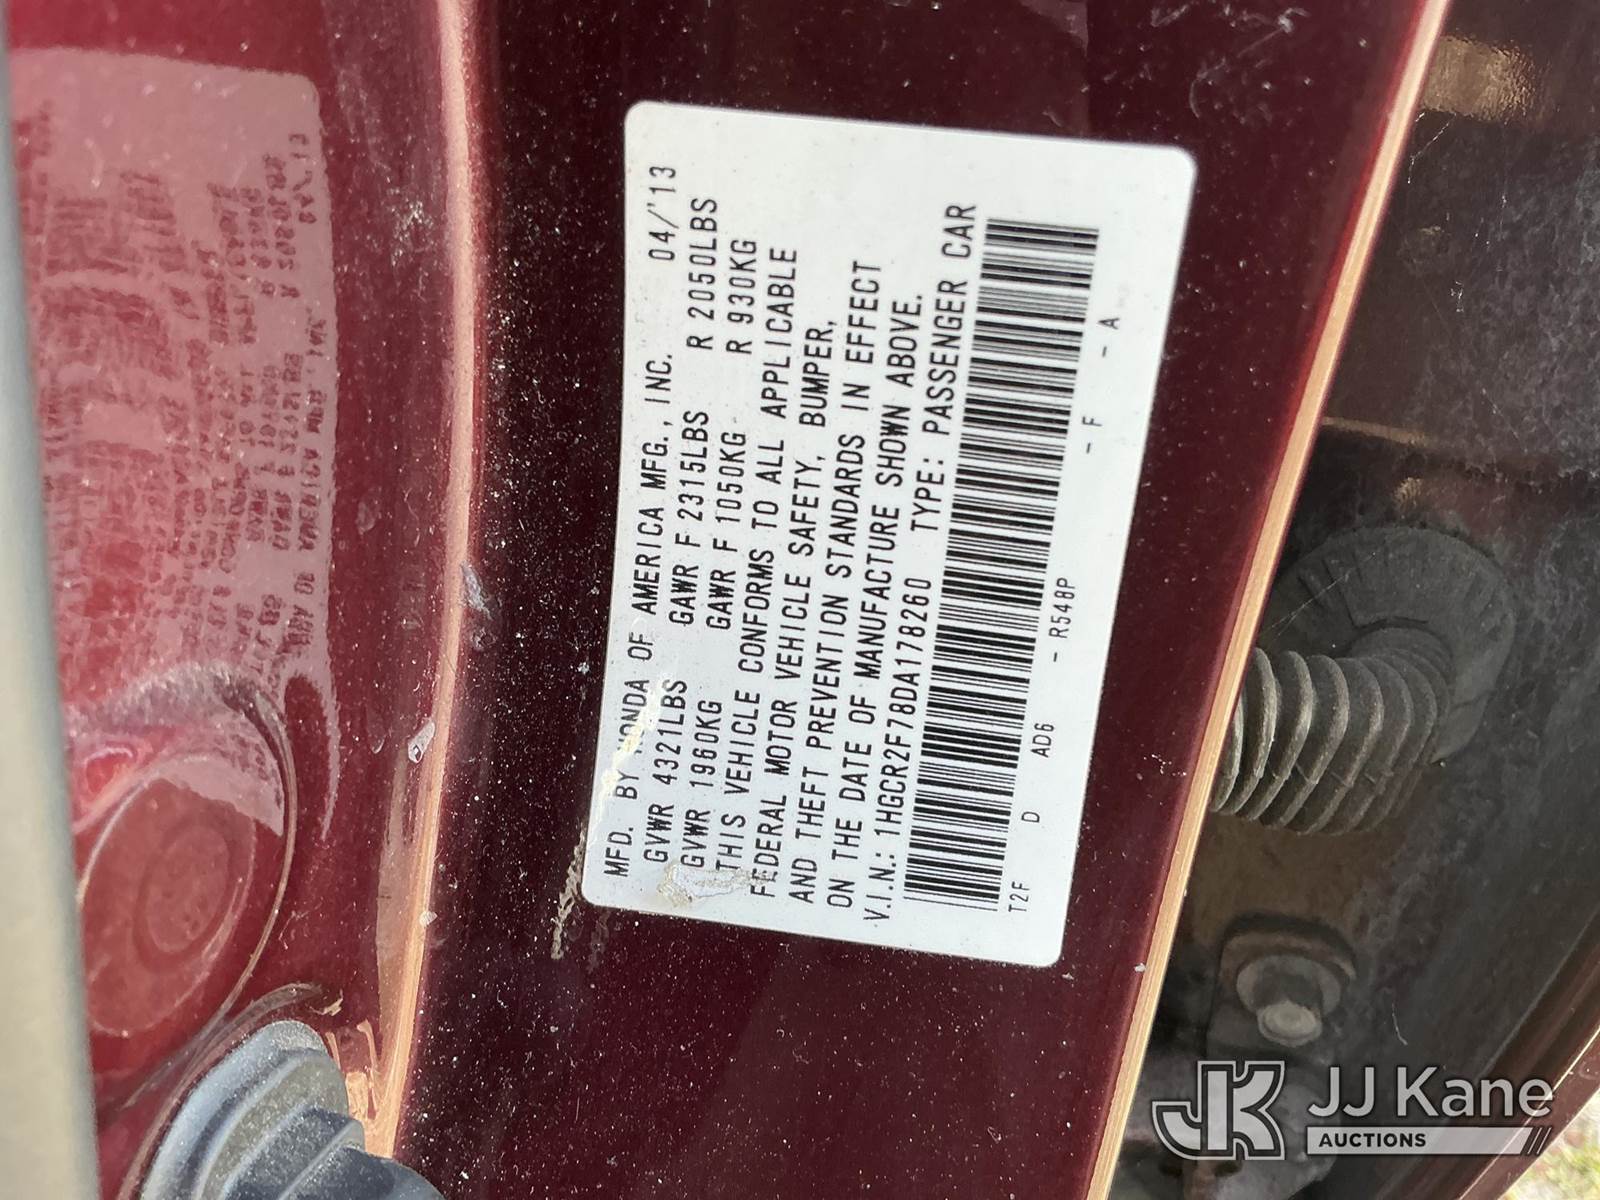 MFD. BY HONDA OF AMERICA MFG., INC. 04/'13
GVWR 4321LBS GAWR F 2315LBS R 2050LBS
GVWR 1960KG GAWR F 1050KG R 930KG
THIS VEHICLE CONFORMS TO ALL APPLICABLE
FEDERAL MOTOR VEHICLE SAFETY, BUMPER,
AND THEFT PREVENTION STANDARDS IN EFFECT
ON THE DATE OF MANUFACTURE SHOWN ABOVE.
V.I.N.: 1HGCR2F78DA178260 TYPE: PASSENGER CAR
T2F D AD6 - R548P - F - A
JK JJ Kane
AUCTIONS